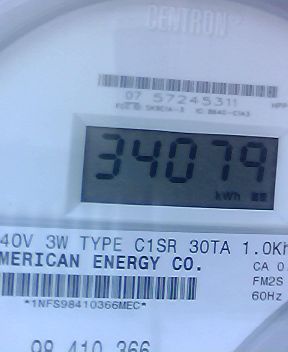 CENTRON
07 57245311
34079
kWh
40V 3W TYPE C1SR 30TA 1.0Kh
MERICAN ENERGY CO.
CA 0.
FM2S
*1NFS98410366MEC*
60Hz
98 410 366